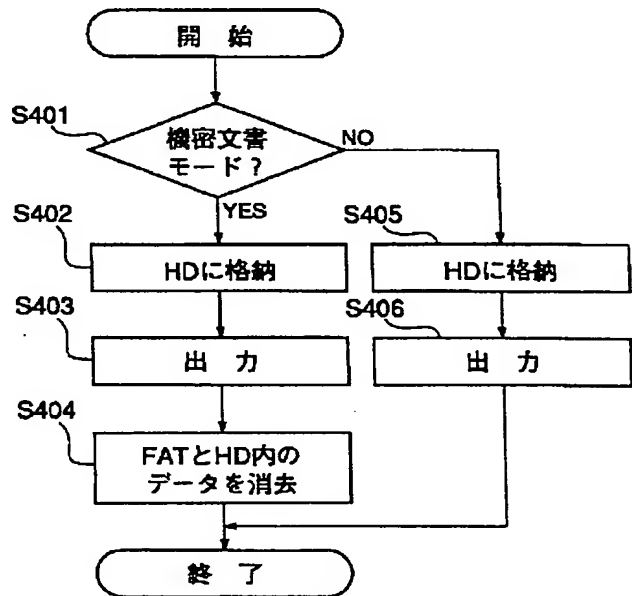 開 始
S401
機密文書
モード？
NO
YES
S402
HDに格納
S405
HDに格納
S403
出 力
S406
出 力
S404
FATとHD内の
データを消去
終 了